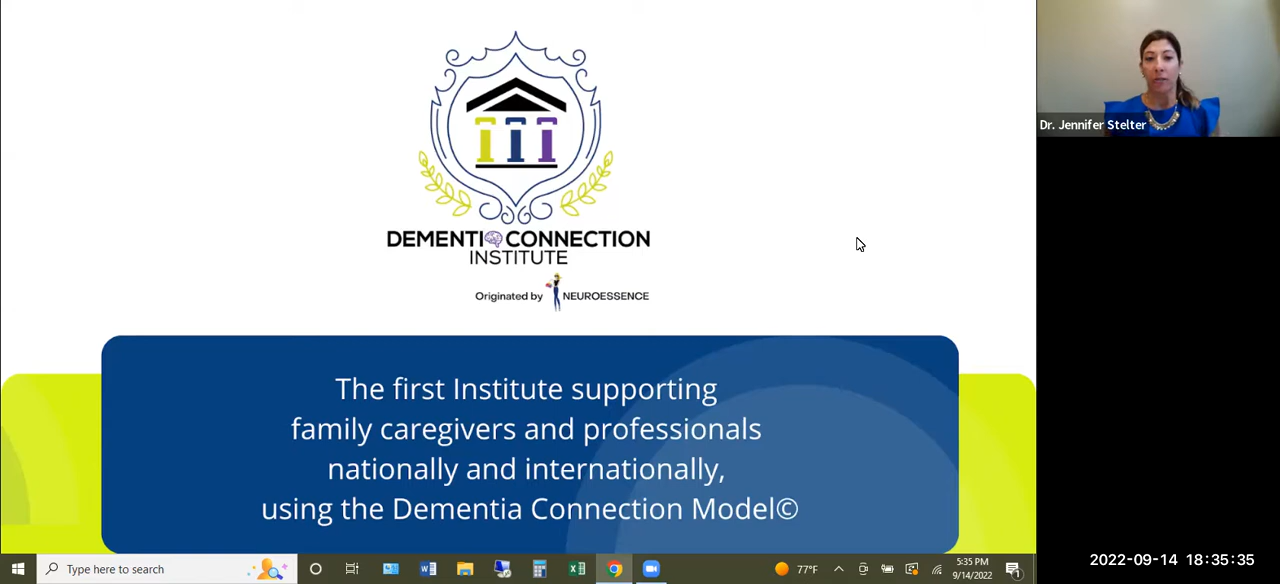 DEMENTIA CONNECTION
INSTITUTE
Originated by NEUROESSENCE
The first Institute supporting
family caregivers and professionals
nationally and internationally,
using the Dementia Connection Model©
Dr. Jennifer Stelter
Type here to search
77°F
5:35 PM
9/14/2022
1
2022-09-14 18:35:35